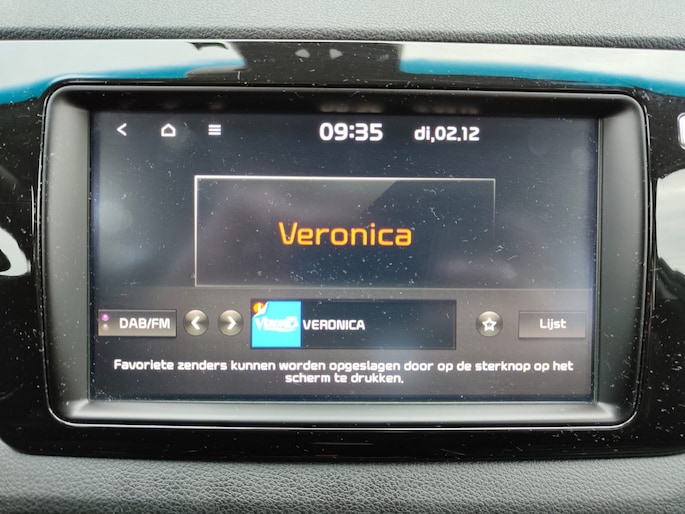 09:35 di,02.12
Veronica
DAB/FM
VERONICA
Lijst
Favoriete zenders kunnen worden opgeslagen door op de sterknop op het
scherm te drukken.